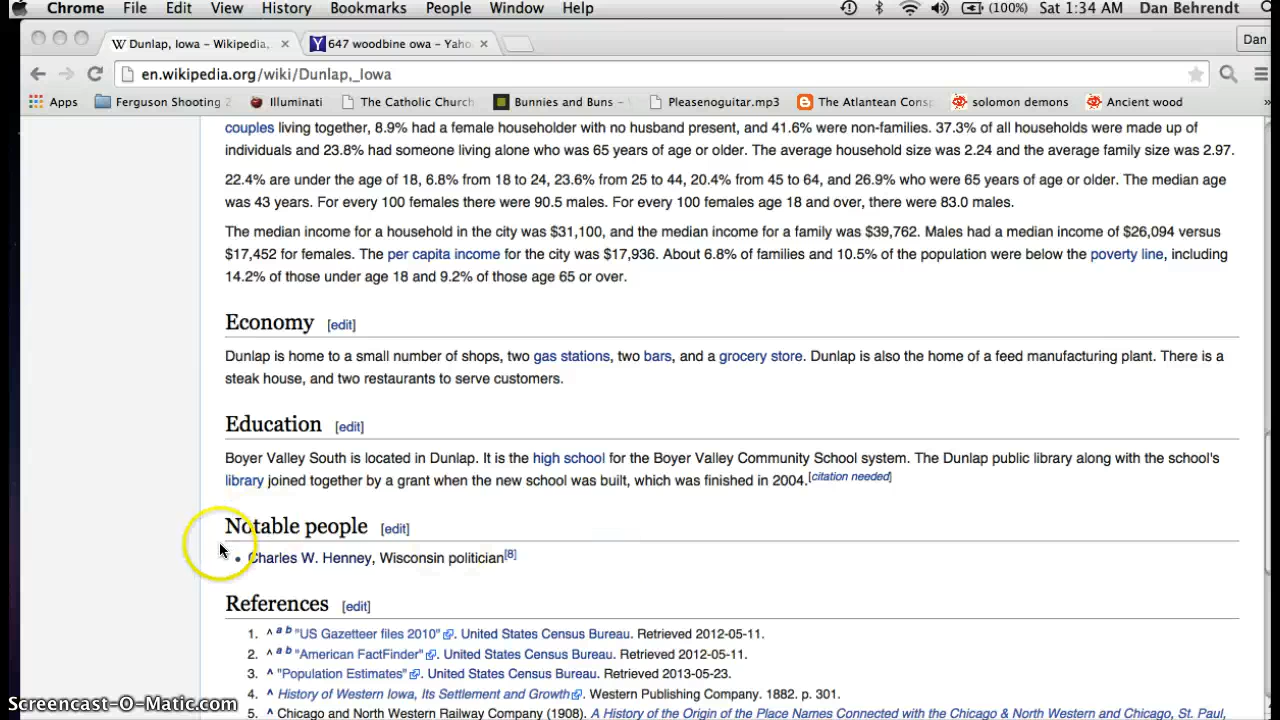 Chrome File Edit View History Bookmarks People Window Help (100%) Sat 1:34 AM Dan Behrendt
Dunlap, Iowa – Wikipedia, 647 woodbine owa – Yaho Dan
en.wikipedia.org/wiki/Dunlap,_Iowa
Apps Ferguson Shooting 2 Illuminati The Catholic Church Bunnies and Buns – Pleasenoguitar.mp3 The Atlantean Consp solomon demons Ancient wood »
couples living together, 8.9% had a female householder with no husband present, and 41.6% were non-families. 37.3% of all households were made up of
individuals and 23.8% had someone living alone who was 65 years of age or older. The average household size was 2.24 and the average family size was 2.97.
22.4% are under the age of 18, 6.8% from 18 to 24, 23.6% from 25 to 44, 20.4% from 45 to 64, and 26.9% who were 65 years of age or older. The median age
was 43 years. For every 100 females there were 90.5 males. For every 100 females age 18 and over, there were 83.0 males.
The median income for a household in the city was $31,100, and the median income for a family was $39,762. Males had a median income of $26,094 versus
$17,452 for females. The per capita income for the city was $17,936. About 6.8% of families and 10.5% of the population were below the poverty line, including
14.2% of those under age 18 and 9.2% of those age 65 or over.
Economy [edit]
Dunlap is home to a small number of shops, two gas stations, two bars, and a grocery store. Dunlap is also the home of a feed manufacturing plant. There is a
steak house, and two restaurants to serve customers.
Education [edit]
Boyer Valley South is located in Dunlap. It is the high school for the Boyer Valley Community School system. The Dunlap public library along with the school's
library joined together by a grant when the new school was built, which was finished in 2004.[citation needed]
Notable people [edit]
• Charles W. Henney, Wisconsin politician[8]
References [edit]
1. ^ a b "US Gazetteer files 2010". United States Census Bureau. Retrieved 2012-05-11.
2. ^ a b "American FactFinder". United States Census Bureau. Retrieved 2012-05-11.
3. ^ "Population Estimates". United States Census Bureau. Retrieved 2013-05-23.
4. ^ History of Western Iowa, Its Settlement and Growth. Western Publishing Company. 1882. p. 301.
5. ^ Chicago and North Western Railway Company (1908). A History of the Origin of the Place Names Connected with the Chicago & North Western and Chicago, St. Paul,
Screencast-O-Matic.com